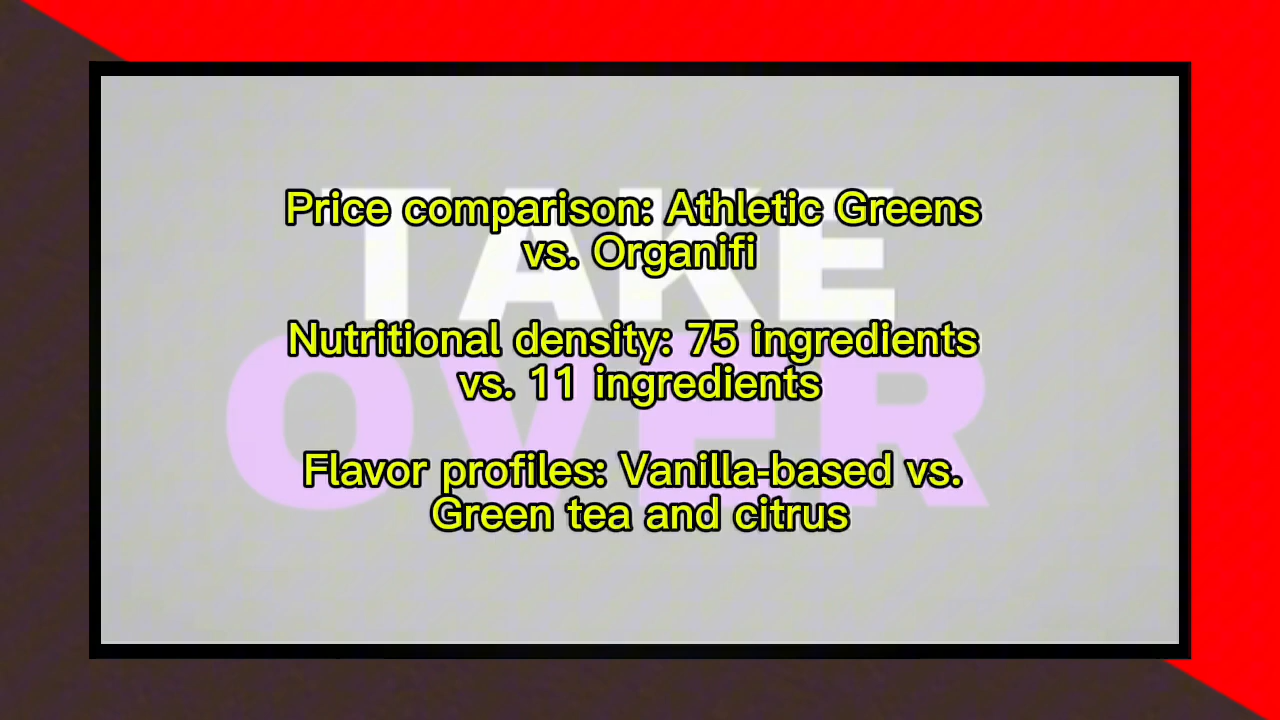 Price comparison: Athletic Greens
vs. Organifi
Nutritional density: 75 ingredients
vs. 11 ingredients
Flavor profiles: Vanilla-based vs.
Green tea and citrus
TAKE
OVER